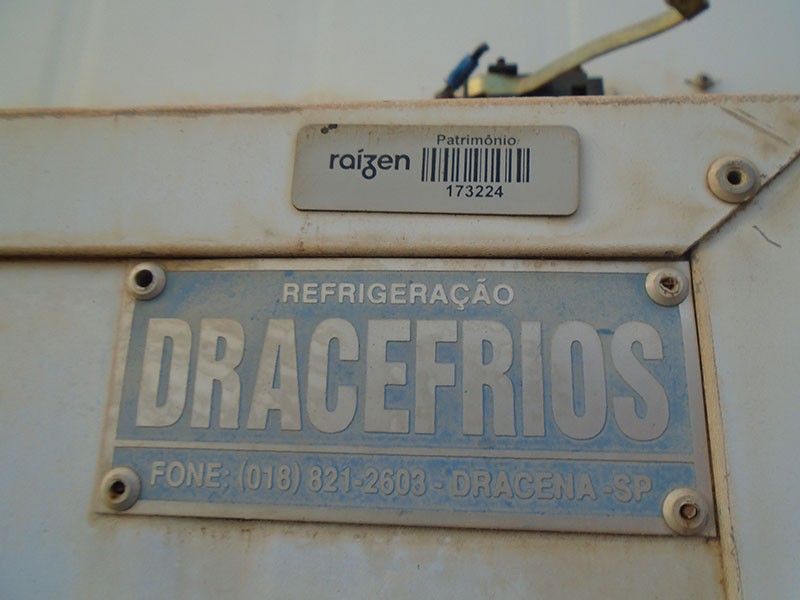 Patrimônio
raízen
173224
REFRIGERAÇÃO
DRACEFRIOS
FONE: (018) 821-2603 - DRACENA - SP